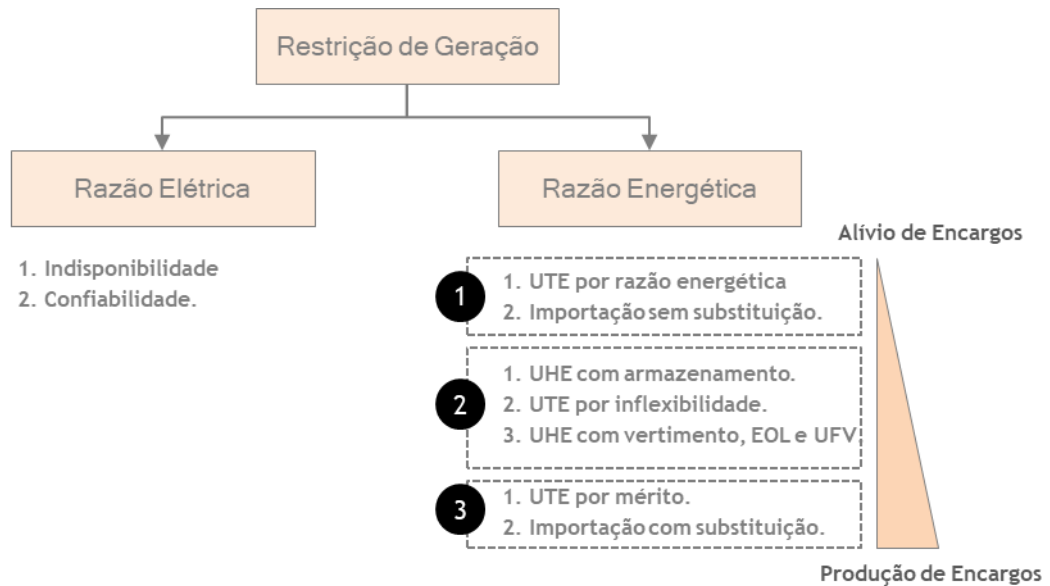 Restrição de Geração
Razão Elétrica
Razão Energética
1. Indisponibilidade
2. Confiabilidade.
Alívio de Encargos
1
1. UTE por razão energética
2. Importação sem substituição.
2
1. UHE com armazenamento.
2. UTE por inflexibilidade.
3. UHE com vertimento, EOL e UFV
3
1. UTE por mérito.
2. Importação com substituição.
Produção de Encargos